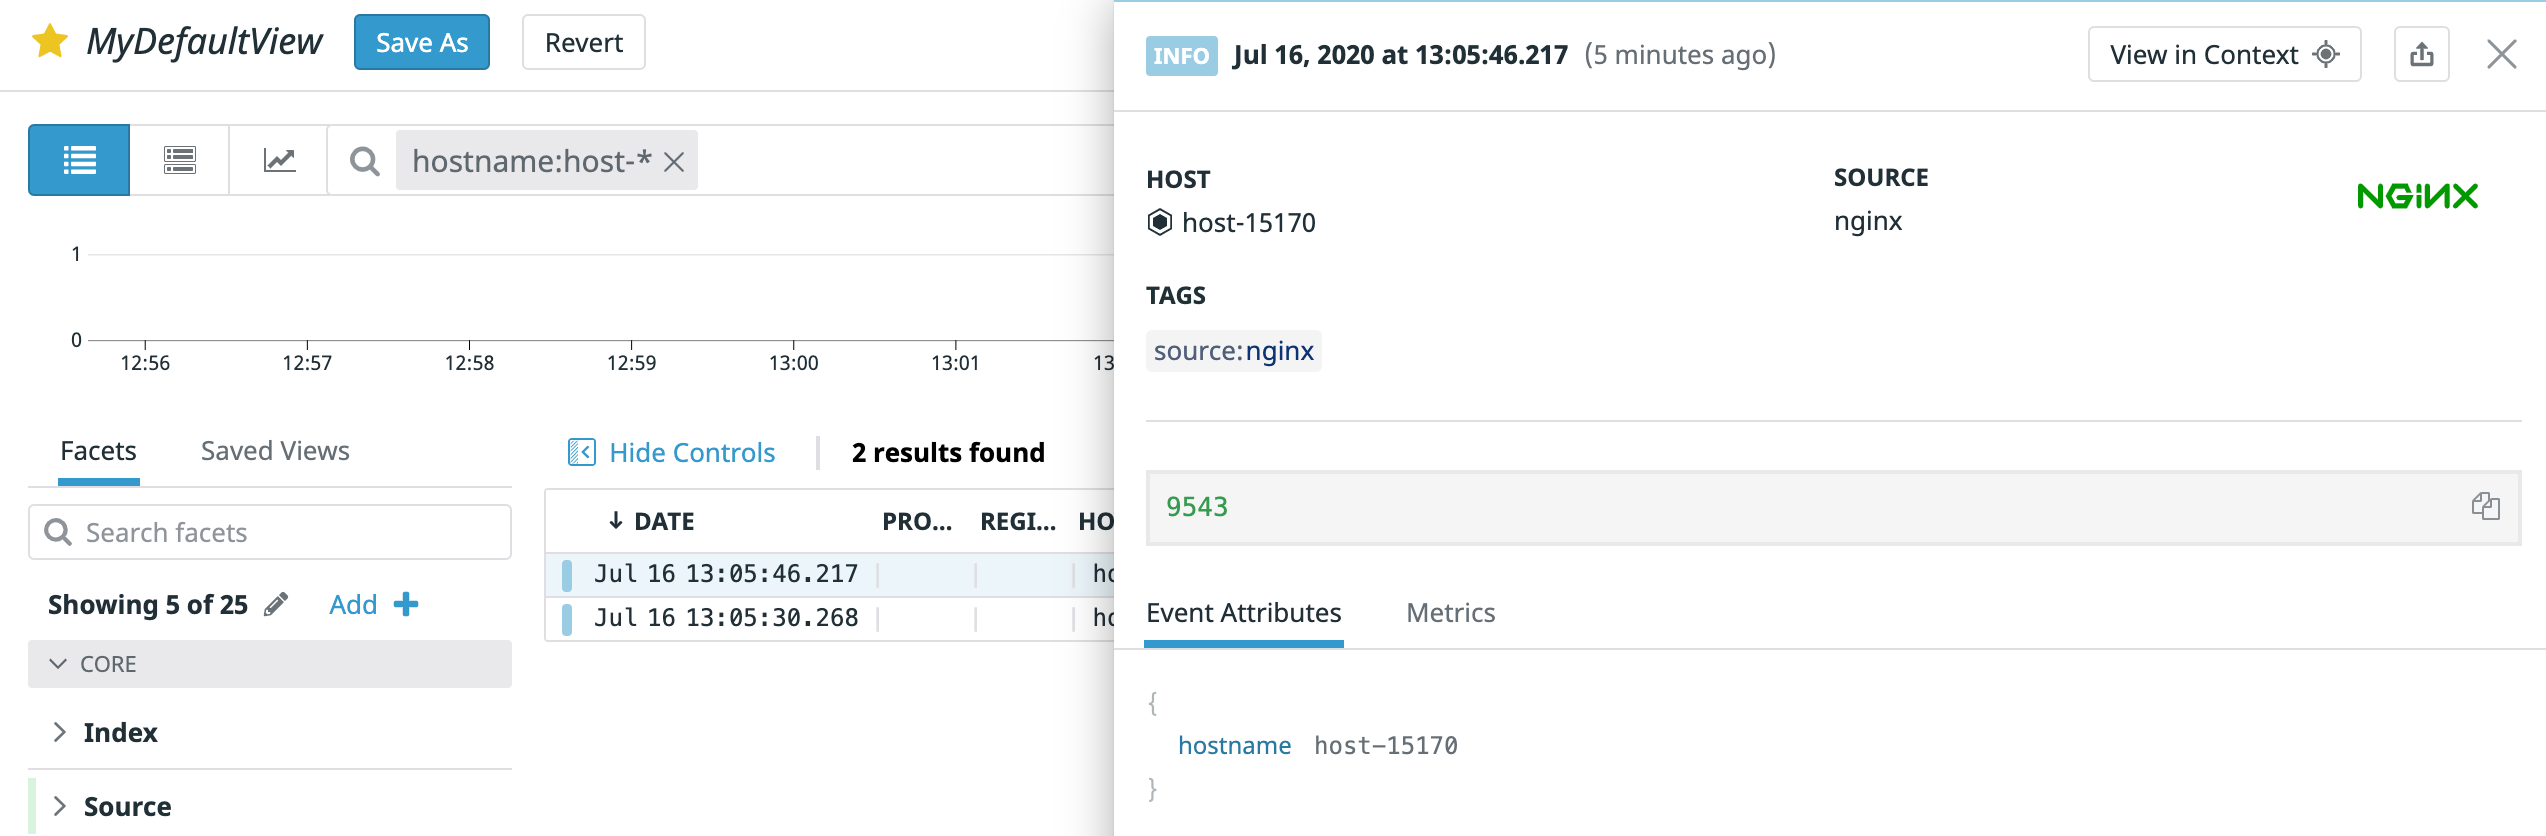 MyDefaultView Save As Revert
hostname:host-*
1
0
12:56 12:57 12:58 12:59 13:00 13:01 13
Facets Saved Views
Hide Controls 2 results found
Search facets
Showing 5 of 25 Add
CORE
Index
Source
DATE PRO... REGI... HO
Jul 16 13:05:46.217 ho
Jul 16 13:05:30.268 ho
INFO Jul 16, 2020 at 13:05:46.217 (5 minutes ago) View in Context
HOST
host-15170
SOURCE
nginx
NGINX
TAGS
source:nginx
9543
Event Attributes Metrics
{
hostname host-15170
}